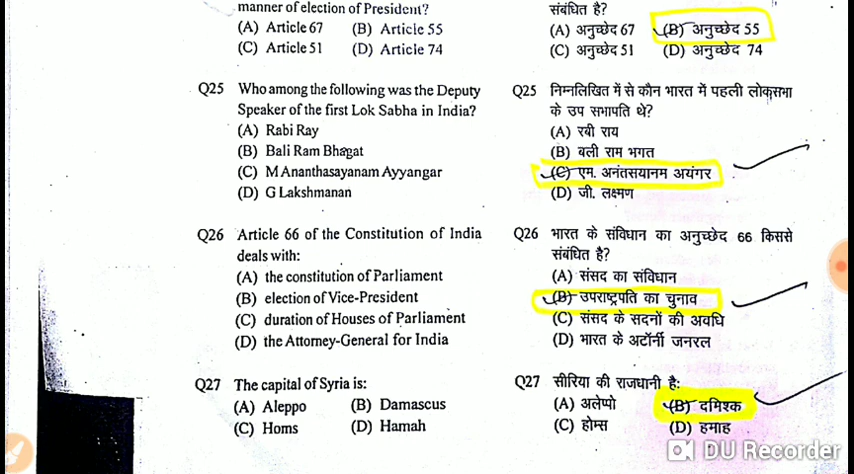 manner of election of President?
(A) Article 67 (B) Article 55
(C) Article 51 (D) Article 74
Q25 Who among the following was the Deputy
Speaker of the first Lok Sabha in India?
(A) Rabi Ray
(B) Bali Ram Bhagat
(C) M Ananthasayanam Ayyangar
(D) G Lakshmanan
Q26 Article 66 of the Constitution of India
deals with:
(A) the constitution of Parliament
(B) election of Vice-President
(C) duration of Houses of Parliament
(D) the Attorney-General for India
Q27 The capital of Syria is:
(A) Aleppo (B) Damascus
(C) Homs (D) Hamah
संबंधित है?
(A) अनुच्छेद 67 (B) अनुच्छेद 55
(C) अनुच्छेद 51 (D) अनुच्छेद 74
Q25 निम्नलिखित में से कौन भारत में पहली लोकसभा
के उप सभापति थे?
(A) रबी राय
(B) बली राम भगत
(C) एम. अनंतसयानम अयंगर
(D) जी. लक्ष्मण
Q26 भारत के संविधान का अनुच्छेद 66 किससे
संबंधित है?
(A) संसद का संविधान
(B) उपराष्ट्रपति का चुनाव
(C) संसद के सदनों की अवधि
(D) भारत के अटॉर्नी जनरल
Q27 सीरिया की राजधानी है:
(A) अलेप्पो (B) दमिश्क
(C) होम्स (D) हमाह
DU Recorder